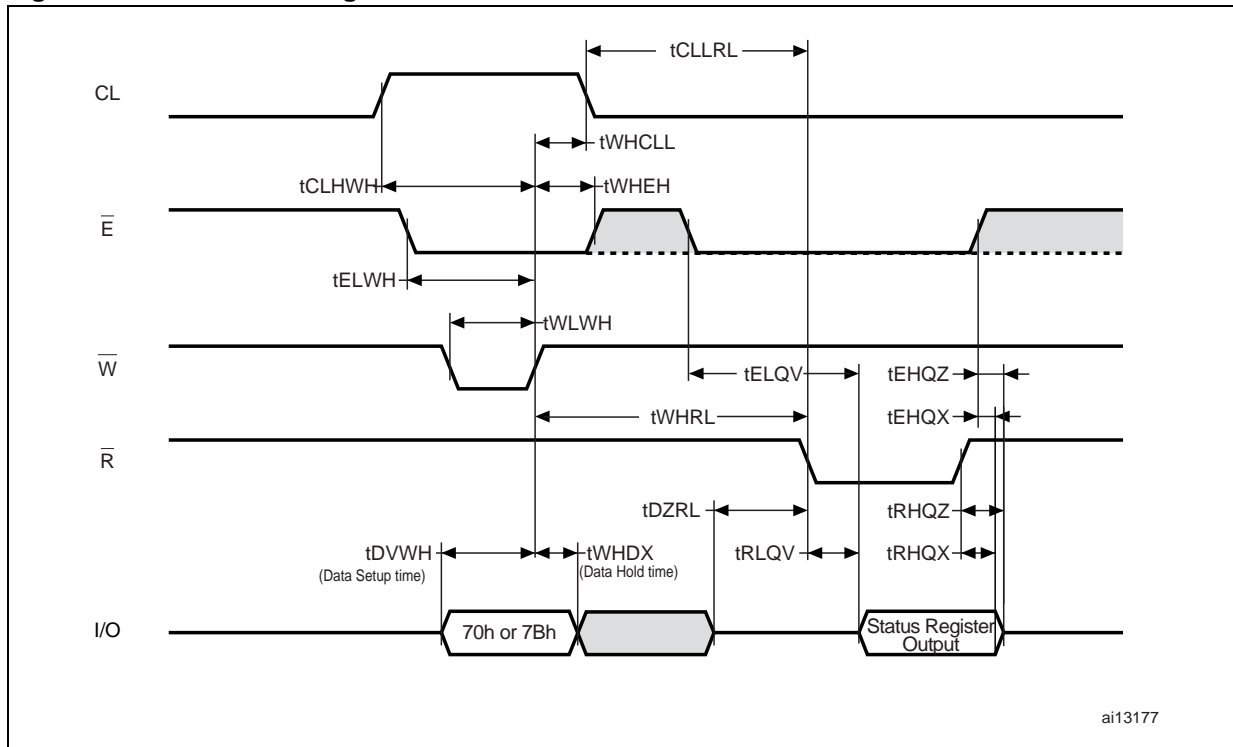 tCLLRL
CL
tWHCLL
tCLHWH
tWHEH
E
tELWH
tWLWH
W
tELQV
tEHQZ
tWHRL
tEHQX
R
tDZRL
tRHQZ
tDVWH
tWHDX
tRLQV
tRHQX
(Data Setup time)
(Data Hold time)
I/O
70h or 7Bh
Status Register
Output
ai13177